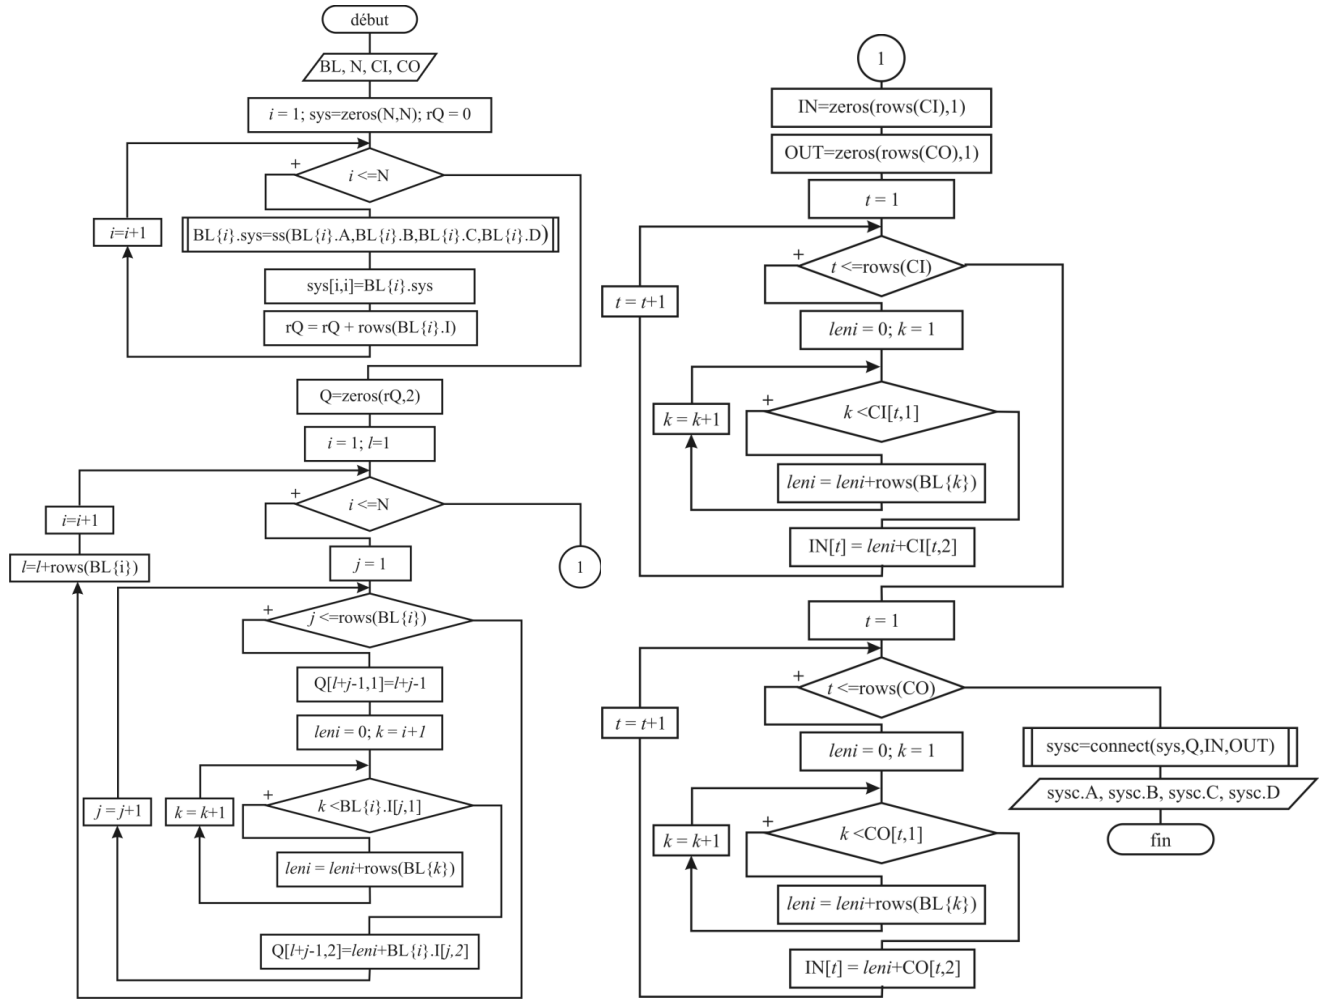 début
BL, N, CI, CO
i = 1; sys=zeros(N,N); rQ = 0
+
i <=N
i=i+1
BL{i}.sys=ss(BL{i}.A,BL{i}.B,BL{i}.C,BL{i}.D)
sys[i,i]=BL{i}.sys
rQ = rQ + rows(BL{i}.I)
Q=zeros(rQ,2)
i = 1; l=1
+
i <=N
i=i+1
l=l+rows(BL{i})
1
j = 1
+
j <=rows(BL{i})
Q[l+j-1,1]=l+j-1
leni = 0; k = i+1
+
k <BL{i}.I[j,1]
j = j+1
k = k+1
leni = leni+rows(BL{k})
Q[l+j-1,2]=leni+BL{i}.I[j,2]
1
IN=zeros(rows(CI),1)
OUT=zeros(rows(CO),1)
t = 1
+
t <=rows(CI)
t = t+1
leni = 0; k = 1
+
k <CI[t,1]
k = k+1
leni = leni+rows(BL{k})
IN[t] = leni+CI[t,2]
t = 1
+
t <=rows(CO)
t = t+1
leni = 0; k = 1
+
k <CO[t,1]
k = k+1
leni = leni+rows(BL{k})
IN[t] = leni+CO[t,2]
sysc=connect(sys,Q,IN,OUT)
sysc.A, sysc.B, sysc.C, sysc.D
fin